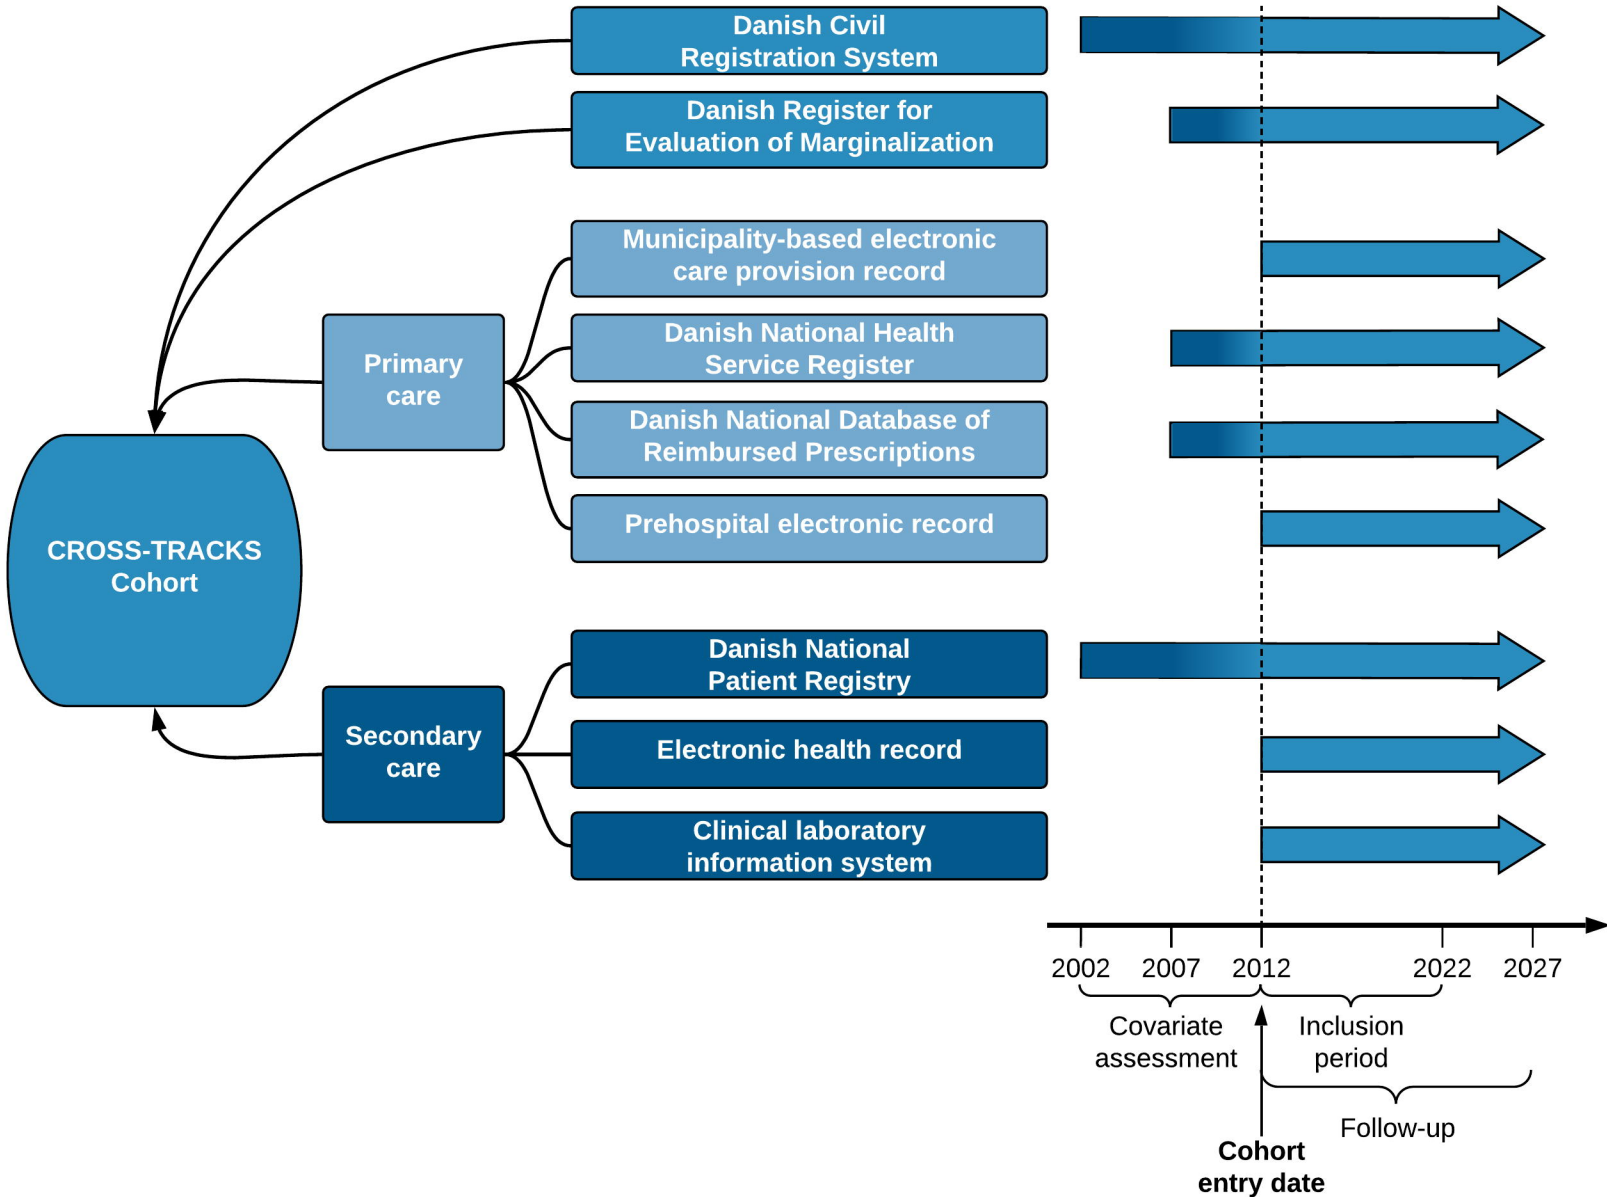 Danish Civil
Registration System
Danish Register for
Evaluation of Marginalization
Municipality-based electronic
care provision record
Danish National Health
Service Register
Primary
care
Danish National Database of
Reimbursed Prescriptions
Prehospital electronic record
CROSS-TRACKS
Cohort
Danish National
Patient Registry
Secondary
care
Electronic health record
Clinical laboratory
information system
2002 2007 2012 2022 2027
Covariate
assessment
Inclusion
period
Follow-up
Cohort
entry date